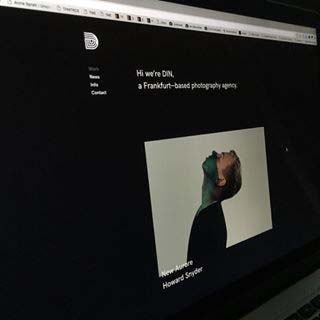 Work
News
Info
Contact
Hi we're DIN,
a Frankfurt-based photography agency.
New Aurore
Howard Snyder